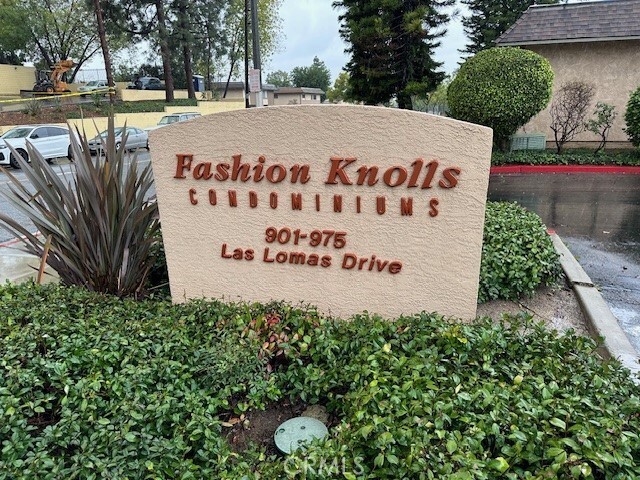 Fashion Knolls
CONDOMINIUMS
901-975
Las Lomas Drive
CRMLS